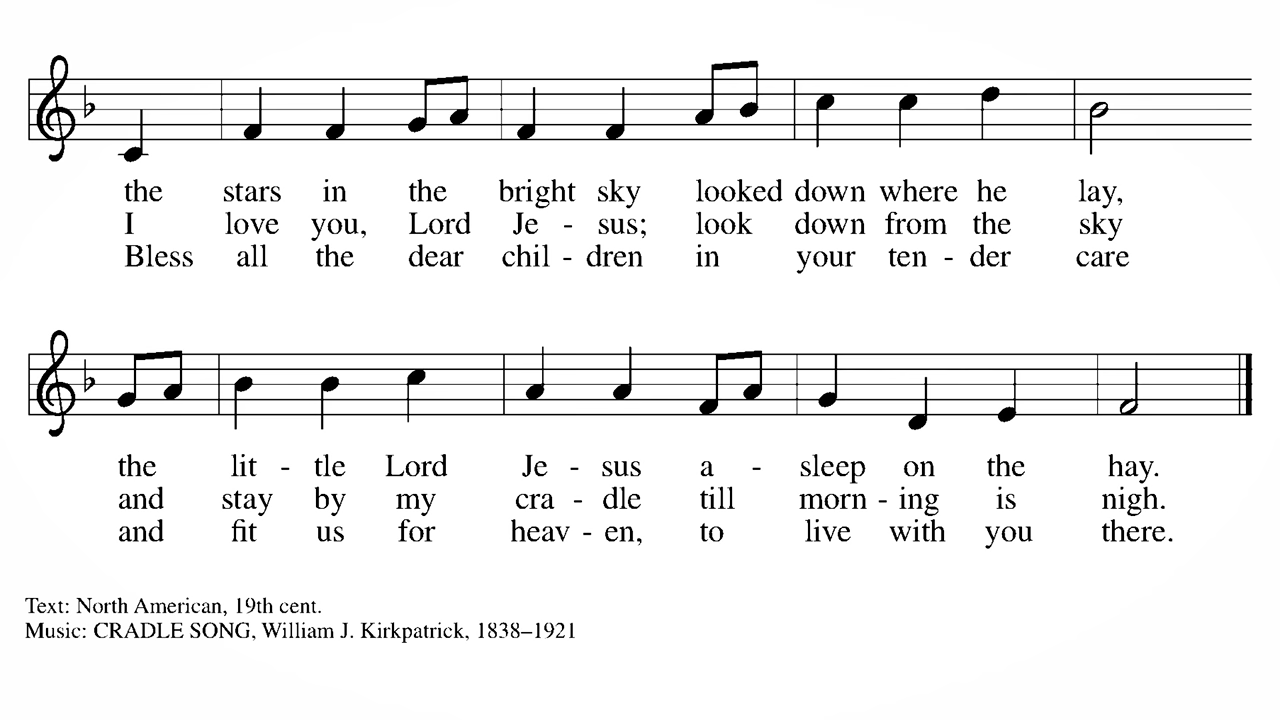 the stars in the bright sky looked down where he lay,
I love you, Lord Je - sus; look down from the sky
Bless all the dear chil - dren in your ten - der care
the lit - tle Lord Je - sus a - sleep on the hay.
and stay by my cra - dle till morn - ing is nigh.
and fit us for heav - en, to live with you there.
Text: North American, 19th cent.
Music: CRADLE SONG, William J. Kirkpatrick, 1838–1921